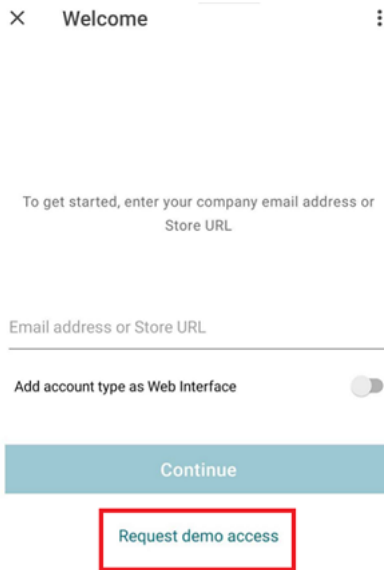 Welcome
To get started, enter your company email address or
Store URL
Email address or Store URL
Add account type as Web Interface
Continue
Request demo access